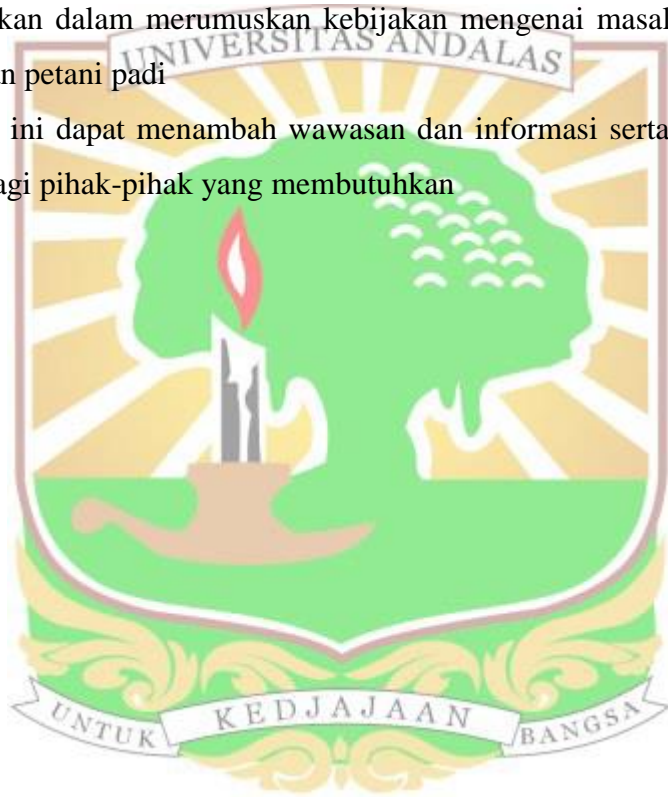 kan dalam merumuskan kebijakan mengenai masal
UNIVERSITAS ANDALAS
n petani padi
ini dapat menambah wawasan dan informasi serta
agi pihak-pihak yang membutuhkan
UNTUK KEDJAJAAN BANGSA